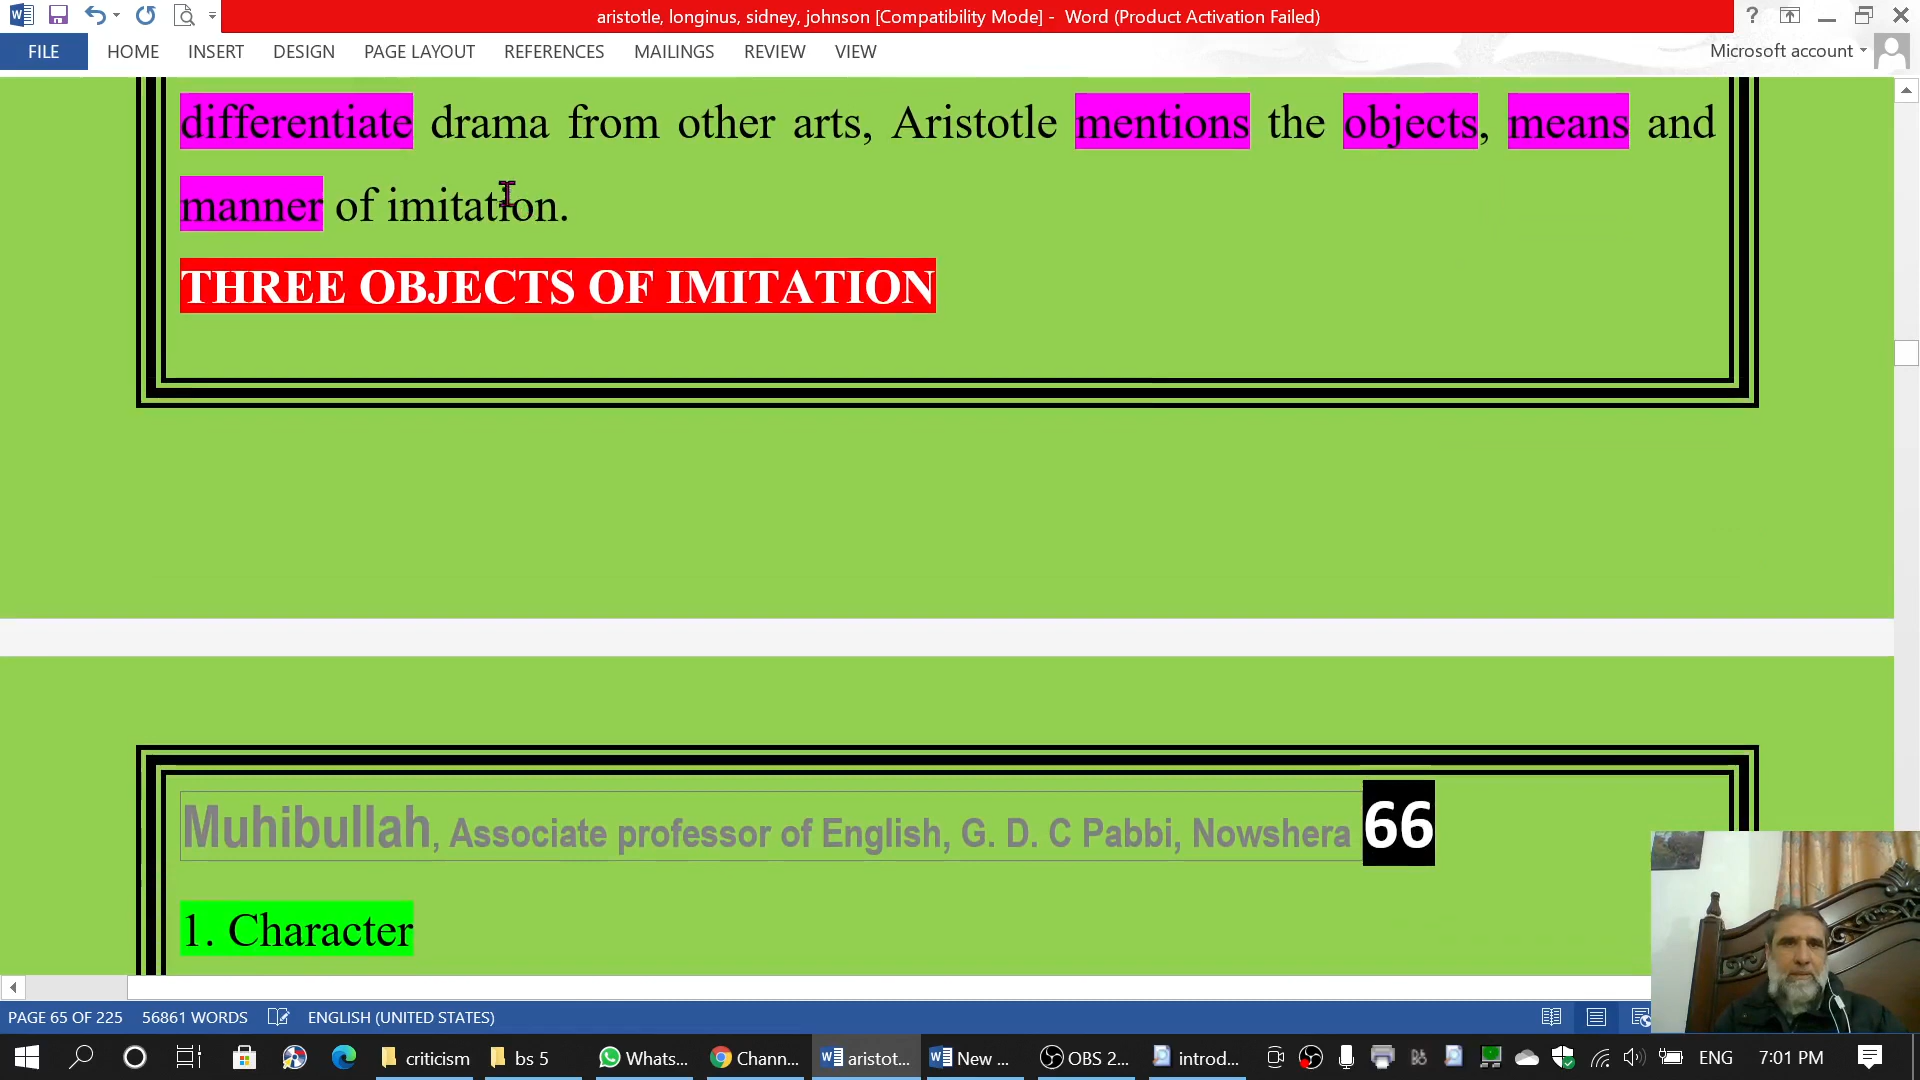 aristotle, longinus, sidney, johnson [Compatibility Mode] - Word (Product Activation Failed)
FILE HOME INSERT DESIGN PAGE LAYOUT REFERENCES MAILINGS REVIEW VIEW Microsoft account
differentiate drama from other arts, Aristotle mentions the objects, means and
manner of imitation.
THREE OBJECTS OF IMITATION
Muhibullah, Associate professor of English, G. D. C Pabbi, Nowshera 66
1. Character
PAGE 65 OF 225 56861 WORDS ENGLISH (UNITED STATES)
criticism bs 5 Whats... Chann... aristot... New ... OBS 2... introd... ENG 7:01 PM